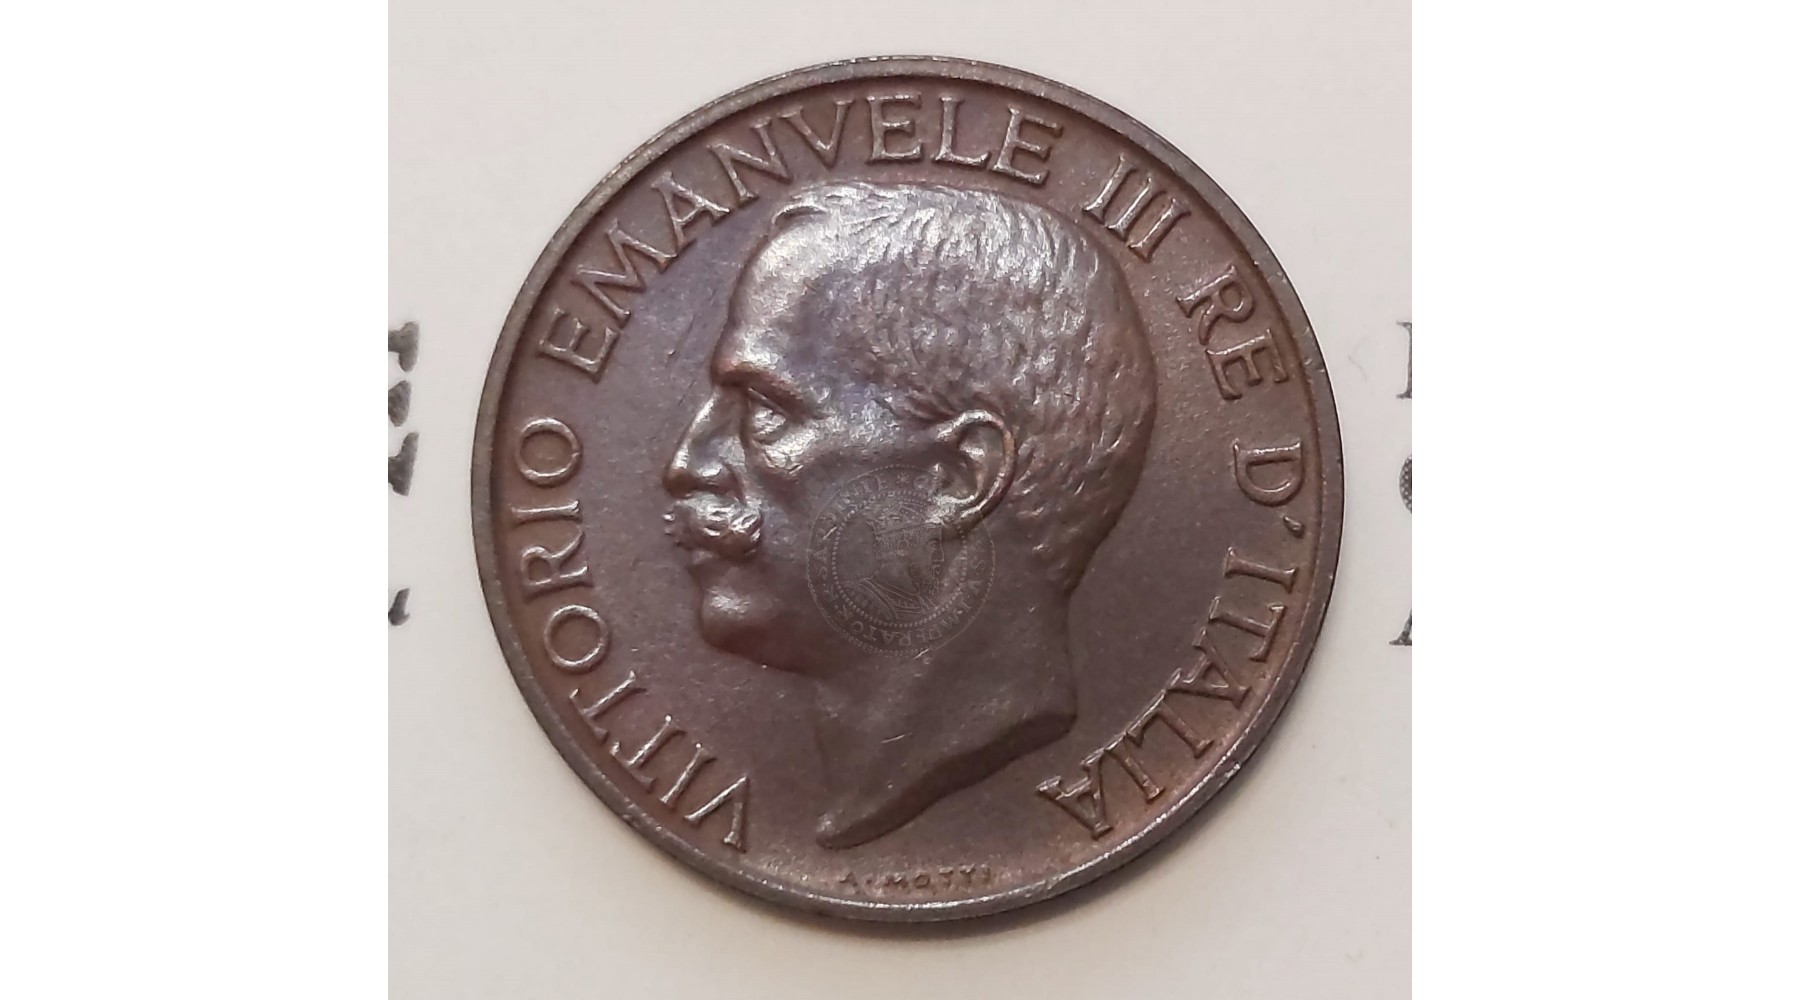 VITTORIO EMANVELE III RE D'ITALIA
A·MOTTI